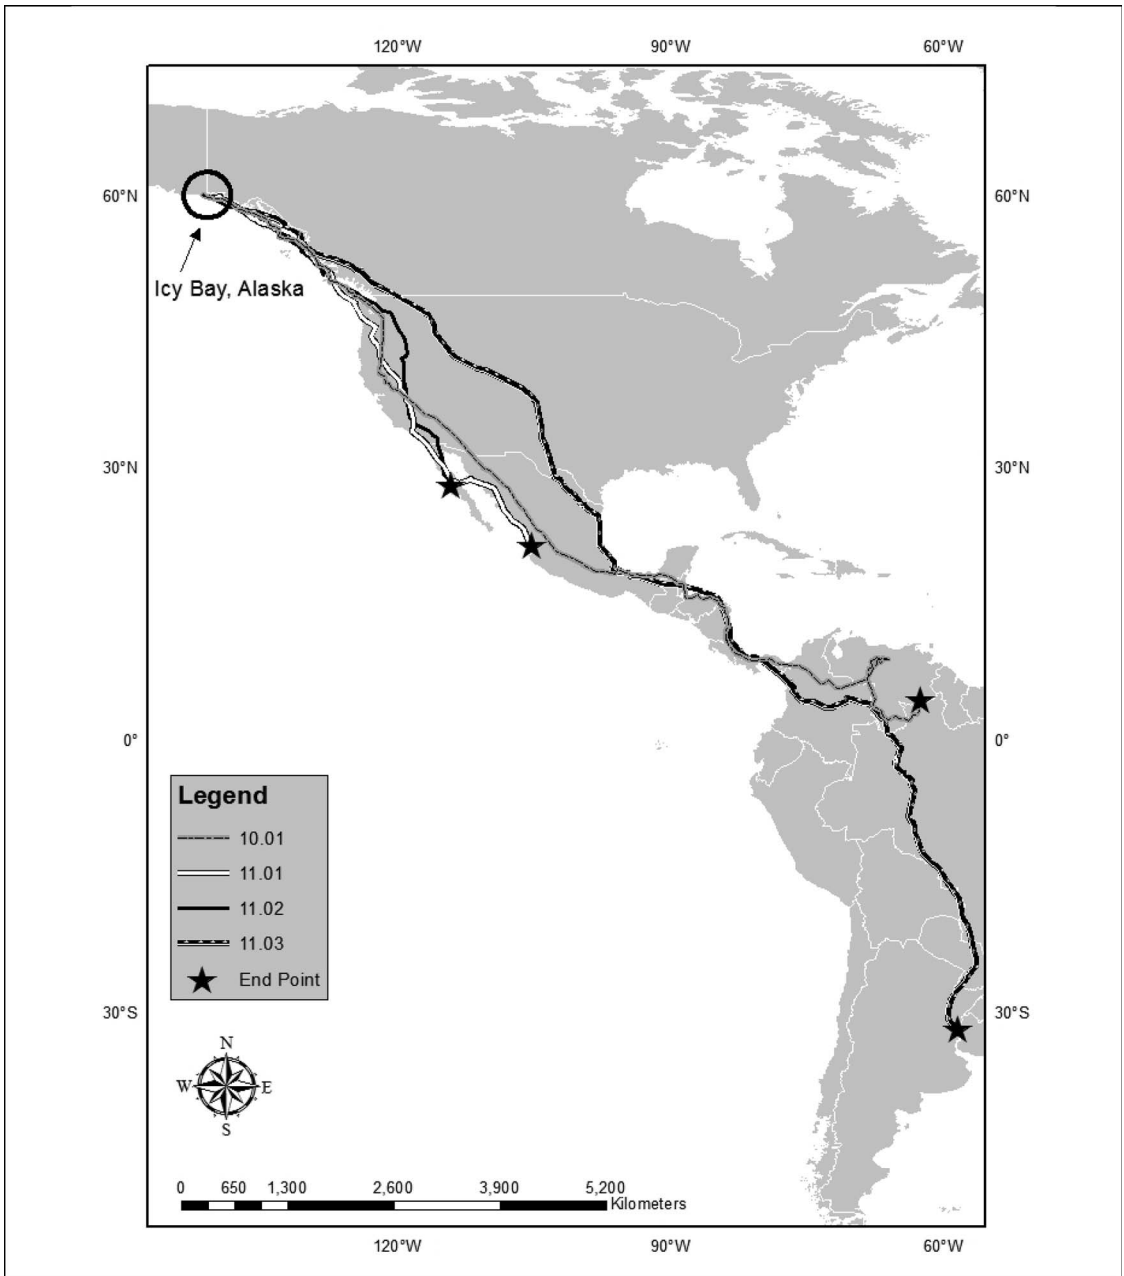 120°W 90°W 60°W
60°N 60°N
Icy Bay, Alaska
30°N 30°N
0° 0°
Legend
10.01
11.01
11.02
11.03
End Point
30°S 30°S
N
W E
S
0 650 1,300 2,600 3,900 5,200
Kilometers
120°W 90°W 60°W